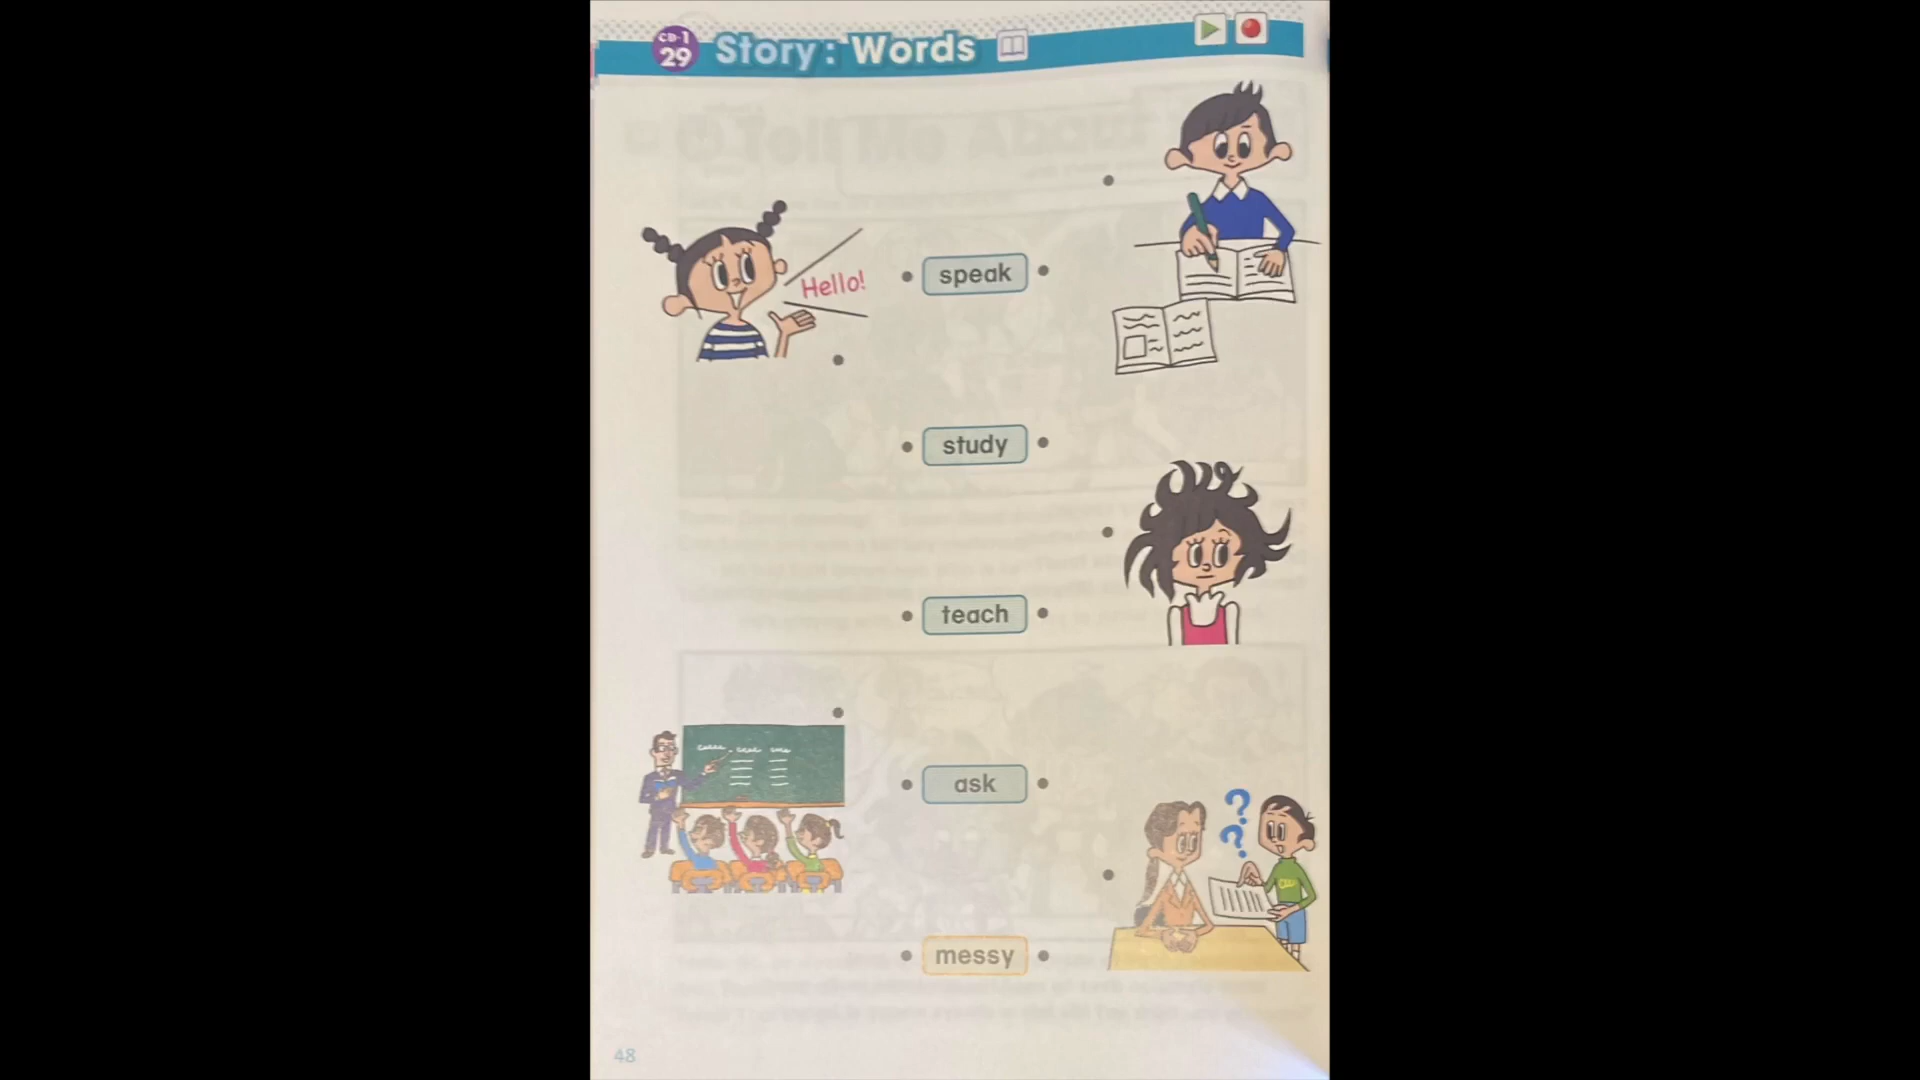 CD-1
29
Story: Words
Hello!
speak
study
teach
ask
messy
48